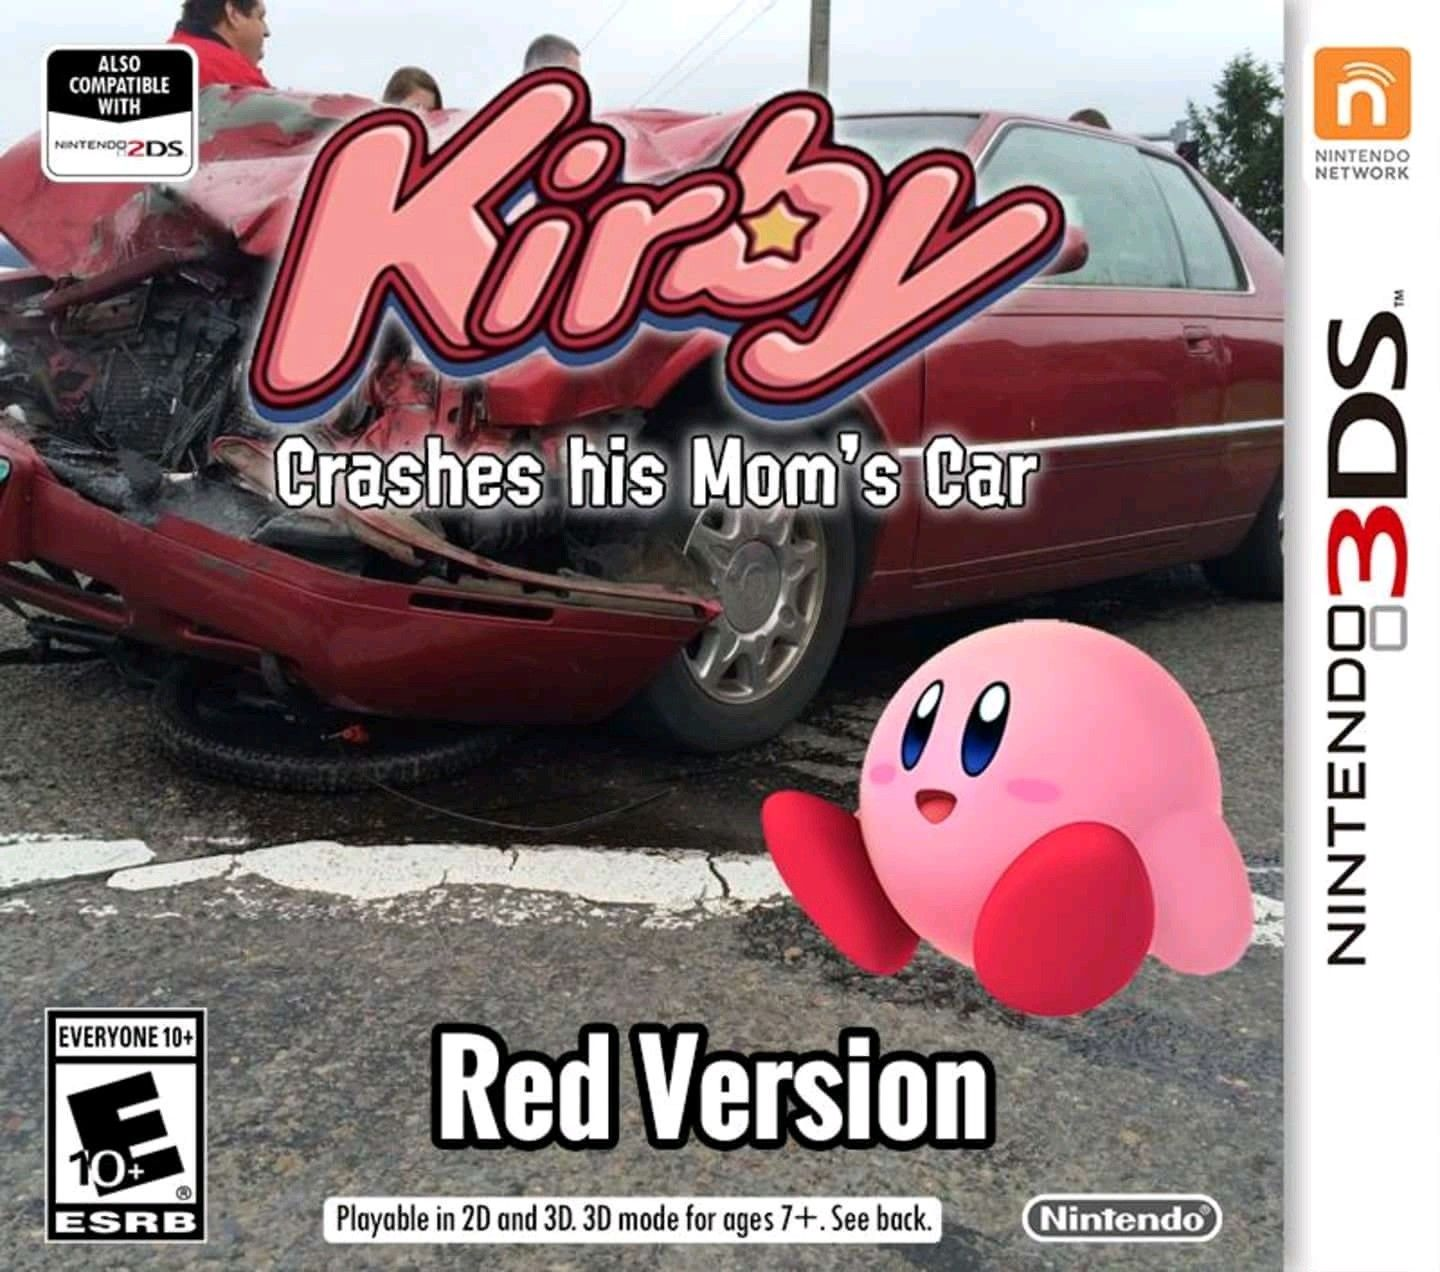 ALSO
COMPATIBLE
WITH
NINTENDO 2DS
Kirby
Crashes his Mom's Car
Red Version
EVERYONE 10+
E
10+
®
ESRB
Playable in 2D and 3D. 3D mode for ages 7+. See back.
Nintendo®
n
NINTENDO
NETWORK
NINTENDO 3DS™